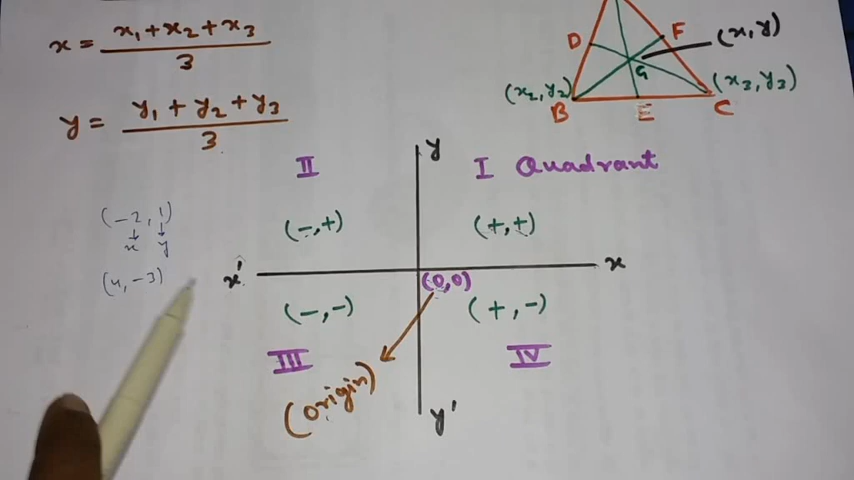 x = x₁+x₂+x₃ / 3
y = y₁+y₂+y₃ / 3
D
F
(x, y)
G
(x₂, y₂)
(x₃, y₃)
B
E
C
y
II
I Quadrant
(-2, 1)
x y
(4, -3)
(-,+)
(+,+)
x'
x
(0,0)
(-,-)
(+,-)
III
IV
(origin)
y'